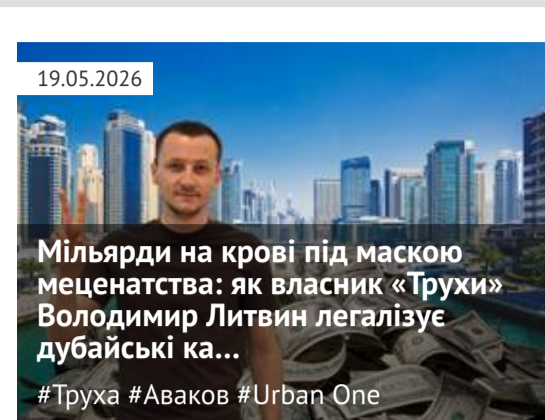 19.05.2026
Мільярди на крові під маскою
меценатства: як власник «Трухи»
Володимир Литвин легалізує
дубайські ка...
#Труха #Аваков #Urban One